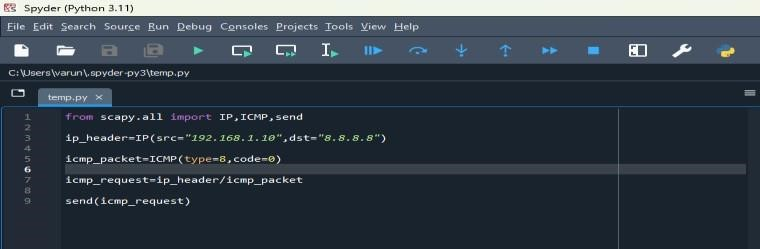 Spyder (Python 3.11)
File Edit Search Source Run Debug Consoles Projects Tools View Help
C:\Users\varun\.spyder-py3\temp.py
temp.py ×
1 from scapy.all import IP,ICMP,send
2
3 ip_header=IP(src="192.168.1.10",dst="8.8.8.8")
4
5 icmp_packet=ICMP(type=8,code=0)
6
7 icmp_request=ip_header/icmp_packet
8
9 send(icmp_request)